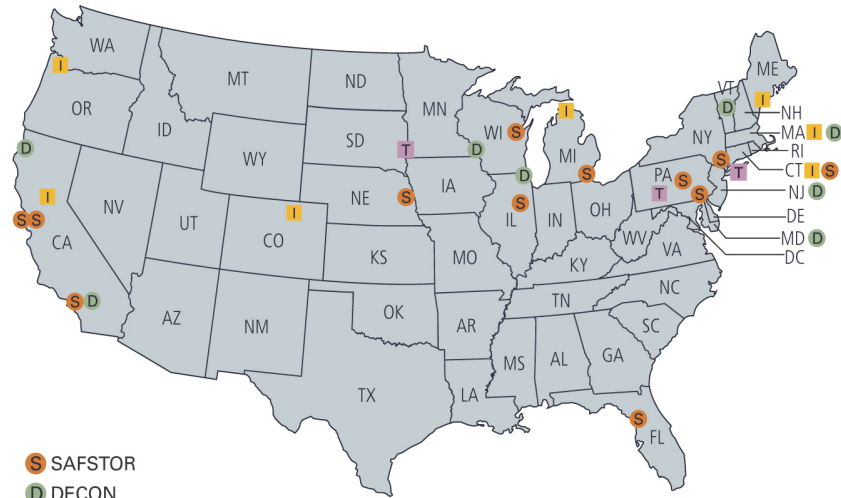 WA
ME
MT
ND
VT
I
I
MN
I
OR
D
NH
WI
S
MA I D
ID
SD
NY
RI
D
T
D
MI
S
CT I S
WY
S
PA
S
T
D
IA
T
S
NJ D
I
NE
S
S
IL
OH
DE
S S
NV
I
IN
UT
CO
WV
MD D
CA
KS
MO
VA
DC
KY
S D
NC
TN
AZ
NM
OK
AR
SC
MS
AL
GA
TX
LA
S
FL
S SAFSTOR
D DECON